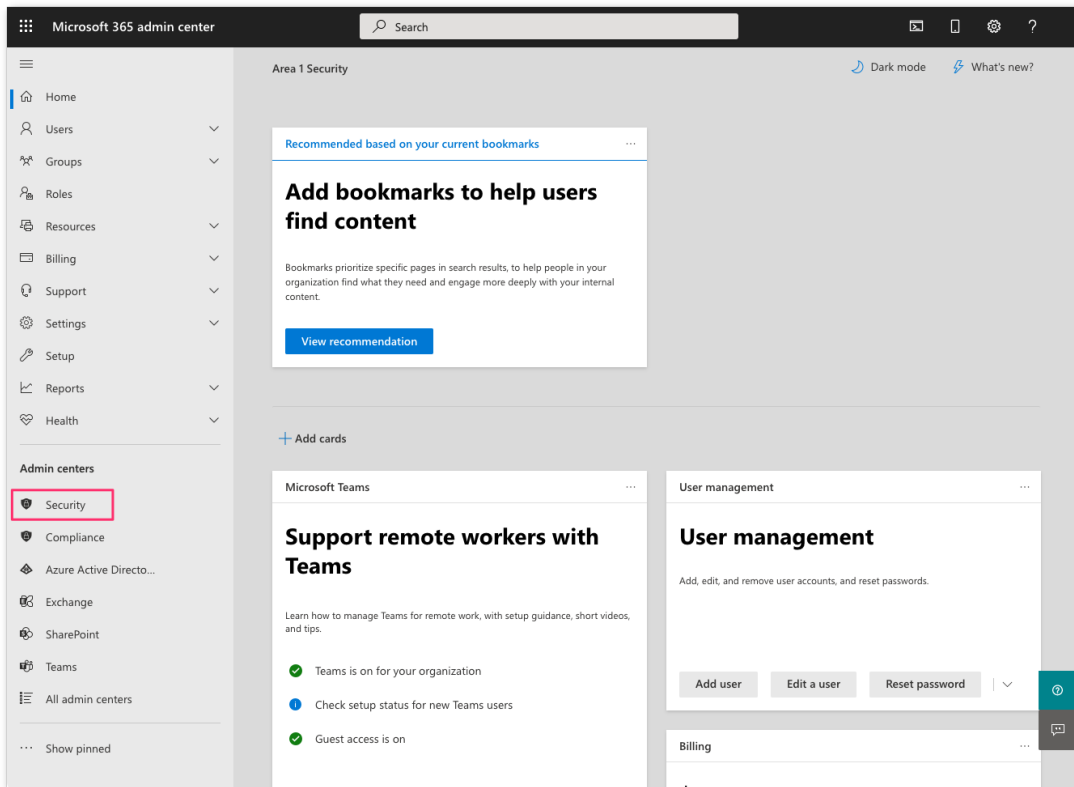 Microsoft 365 admin center
Search
Area 1 Security
Dark mode
What's new?
Home
Users
Groups
Roles
Resources
Billing
Support
Settings
Setup
Reports
Health
Admin centers
Security
Compliance
Azure Active Directo...
Exchange
SharePoint
Teams
All admin centers
Show pinned
Recommended based on your current bookmarks
Add bookmarks to help users
find content
Bookmarks prioritize specific pages in search results, to help people in your
organization find what they need and engage more deeply with your internal
content.
View recommendation
Add cards
Microsoft Teams
Support remote workers with
Teams
Learn how to manage Teams for remote work, with setup guidance, short videos,
and tips.
Teams is on for your organization
Check setup status for new Teams users
Guest access is on
User management
User management
Add, edit, and remove user accounts, and reset passwords.
Add user
Edit a user
Reset password
Billing